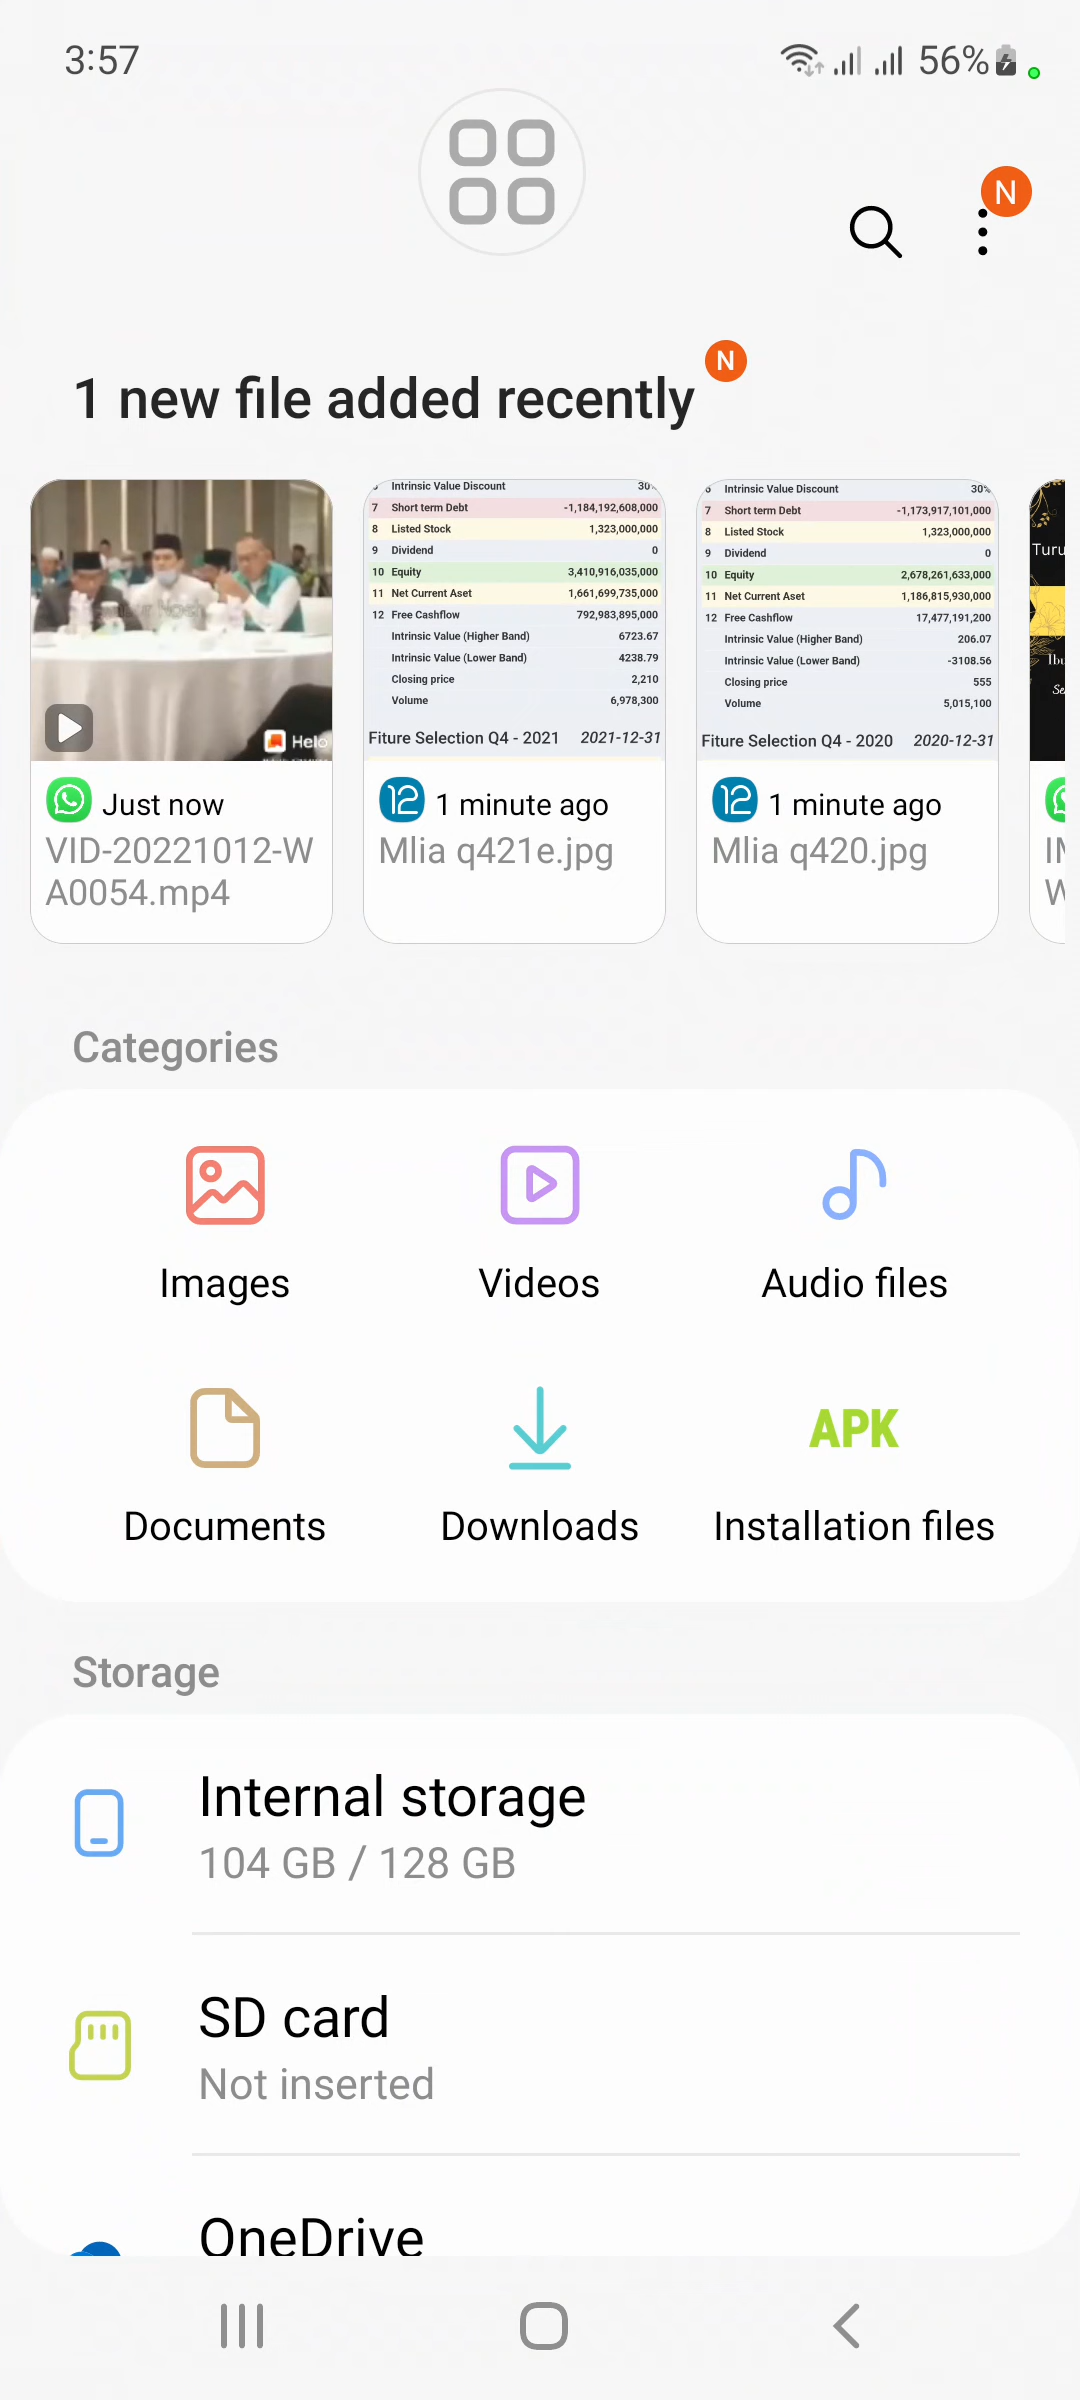 3:57
56%
N
1 new file added recently
N
Intrinsic Value Discount
7 Short term Debt -1,184,192,608,000
8 Listed Stock 1,323,000,000
9 Dividend 0
10 Equity 3,410,916,035,000
11 Net Current Aset 1,661,699,735,000
12 Free Cashflow 792,983,895,000
Intrinsic Value (Higher Band) 6723.67
Intrinsic Value (Lower Band) 4238.79
Closing price 2,210
Volume 6,978,300
Fiture Selection Q4 - 2021 2021-12-31
Intrinsic Value Discount 30%
7 Short term Debt -1,173,917,101,000
8 Listed Stock 1,323,000,000
9 Dividend 0
10 Equity 2,678,261,633,000
11 Net Current Aset 1,186,815,930,000
12 Free Cashflow 17,477,191,200
Intrinsic Value (Higher Band) 206.07
Intrinsic Value (Lower Band) -3108.56
Closing price 555
Volume 5,015,100
Fiture Selection Q4 - 2020 2020-12-31
Helo
Just now
VID-20221012-W
A0054.mp4
12 1 minute ago
Mlia q421e.jpg
12 1 minute ago
Mlia q420.jpg
Categories
Images
Videos
Audio files
Documents
Downloads
APK
Installation files
Storage
Internal storage
104 GB / 128 GB
SD card
Not inserted
OneDrive